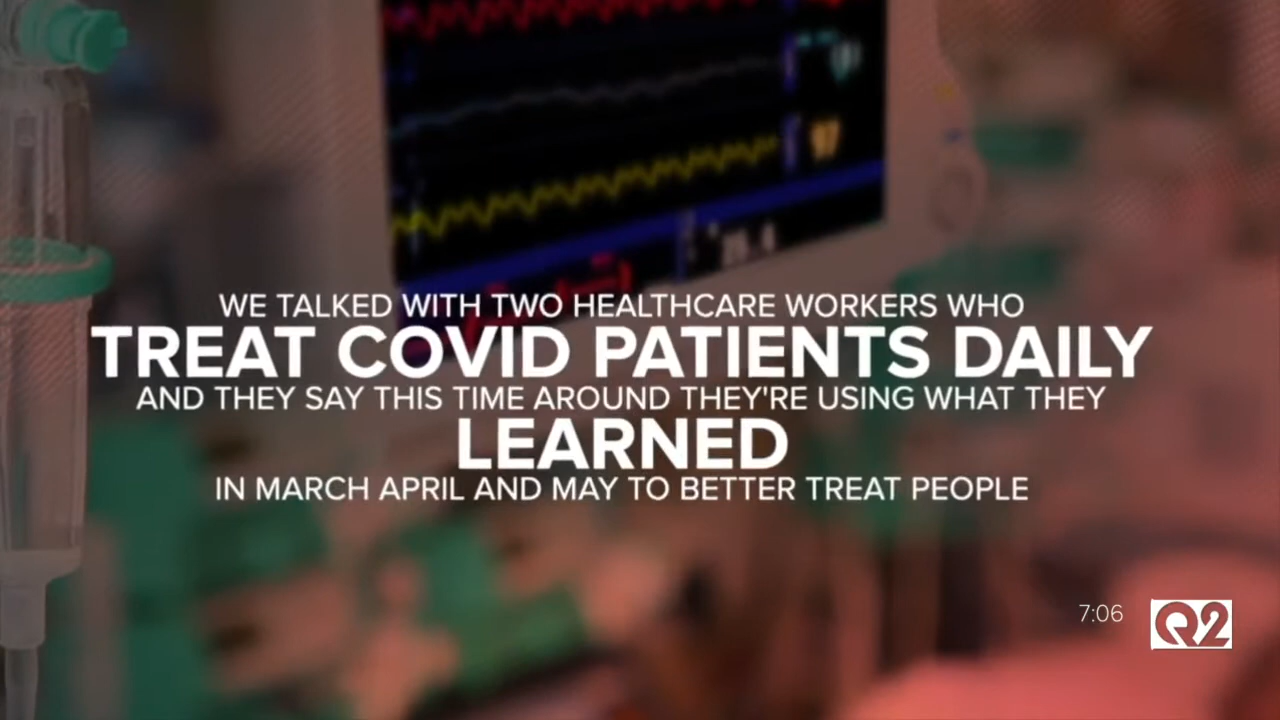 97
WE TALKED WITH TWO HEALTHCARE WORKERS WHO
TREAT COVID PATIENTS DAILY
AND THEY SAY THIS TIME AROUND THEY'RE USING WHAT THEY
LEARNED
IN MARCH APRIL AND MAY TO BETTER TREAT PEOPLE
7:06
Q2